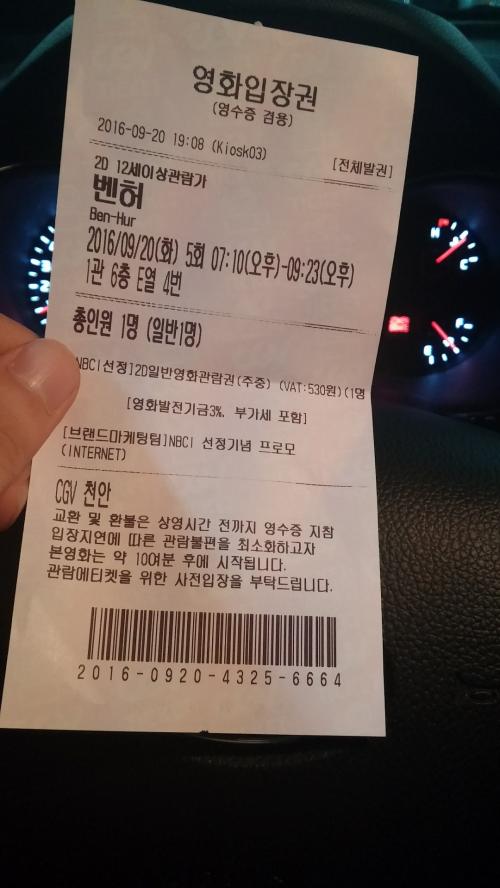 영화입장권
(영수증 겸용)
2016-09-20 19:08 (Kiosk03)
[전체발권]
2D 12세이상관람가
벤허
Ben-Hur
2016/09/20(화) 5회 07:10(오후)-09:23(오후)
1관 6층 E열 4번
총인원 1명 (일반1명)
NBCI선정]2D일반영화관람권(주중) (VAT:530원)(1명
[영화발전기금3%, 부가세 포함]
[브랜드마케팅팀]NBCI 선정기념 프로모
(INTERNET)
CGV 천안
교환 및 환불은 상영시간 전까지 영수증 지참
입장지연에 따른 관람불편을 최소화하고자
본영화는 약 10여분 후에 시작됩니다.
관람에티켓을 위한 사전입장을 부탁드립니다.
2016-0920-4325-6664
H
C
F